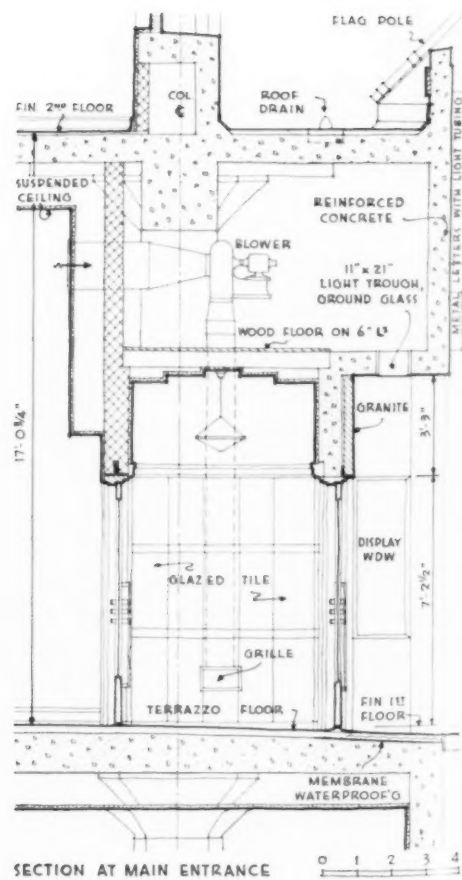 FLAG POLE
COL
ROOF
DRAIN
FIN 2ND FLOOR
SUSPENDED
CEILING
REINFORCED
CONCRETE
METAL LETTERS WITH LIGHT TUBING
BLOWER
11" x 21"
LIGHT TROUGH,
GROUND GLASS
WOOD FLOOR ON 6" LS
GRANITE
3'-3"
17'-0 3/4"
DISPLAY
WDW
7'-2 1/2"
GLAZED TILE
GRILLE
TERRAZZO FLOOR
FIN 1ST
FLOOR
MEMBRANE
WATERPROOF'G
SECTION AT MAIN ENTRANCE
0 1 2 3 4